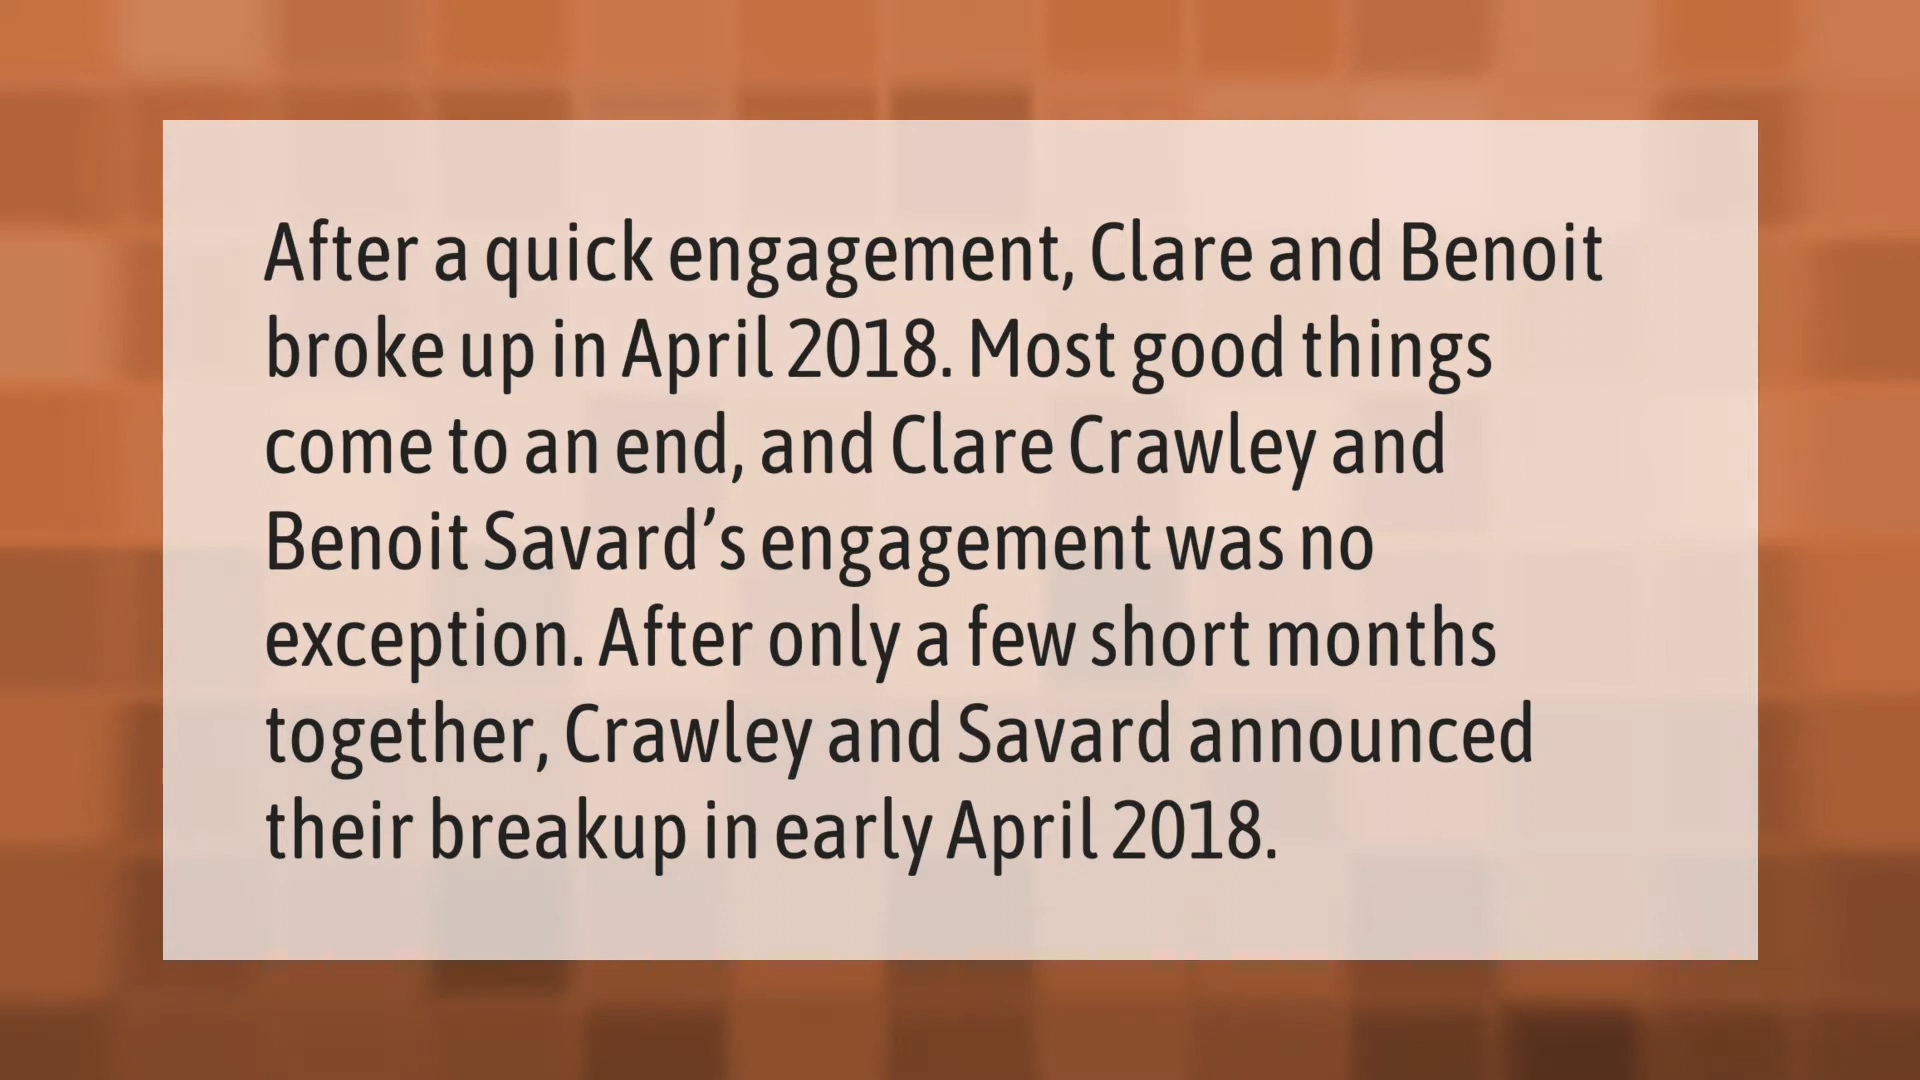 After a quick engagement, Clare and Benoit
broke up in April 2018. Most good things
come to an end, and Clare Crawley and
Benoit Savard’s engagement was no
exception. After only a few short months
together, Crawley and Savard announced
their breakup in early April 2018.